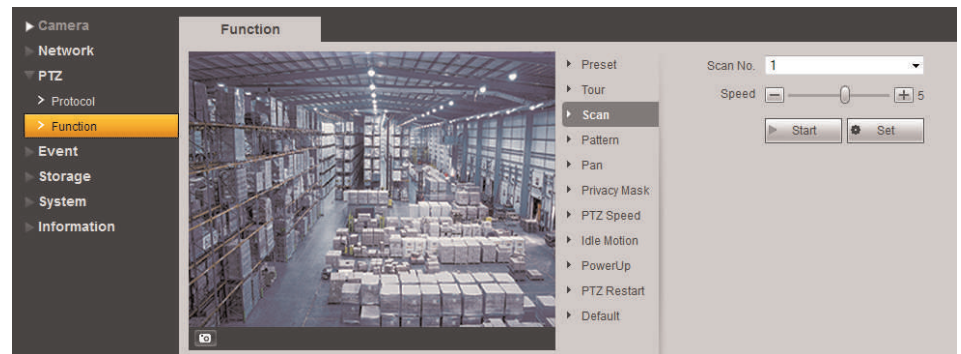 Camera
Network
PTZ
Protocol
Function
Event
Storage
System
Information
Function
Preset
Tour
Scan
Pattern
Pan
Privacy Mask
PTZ Speed
Idle Motion
PowerUp
PTZ Restart
Default
Scan No. 1
Speed 5
Start Set